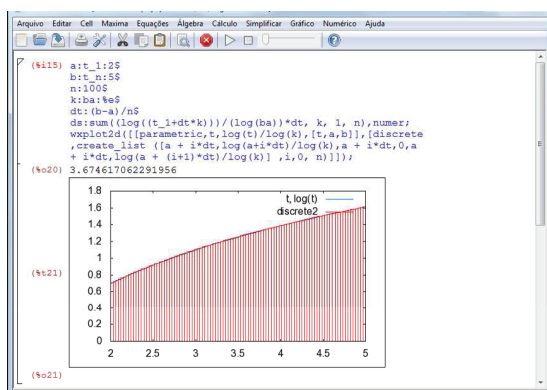 Arquivo Editar Cell Maxima Equações Álgebra Cálculo Simplificar Gráfico Numérico Ajuda
(%i15) a:t_1:2$
b:t_n:5$
n:100$
k:ba:%e$
dt:(b-a)/n$
ds:sum((log((t_1+dt*k)))/(log(ba))*dt, k, 1, n),numer;
wxplot2d([[parametric,t,log(t)/log(k),[t,a,b]],[discrete
,create_list ([a + i*dt,log(a+i*dt)/log(k),a + i*dt,0,a
+ i*dt,log(a + (i+1)*dt)/log(k)] ,i,0, n)]]);
(%o20) 3.674617062291956
1.8
t, log(t)
1.6
discrete2
1.4
1.2
1
(%t21) 0.8
0.6
0.4
0.2
0
2 2.5 3 3.5 4 4.5 5
(%o21)